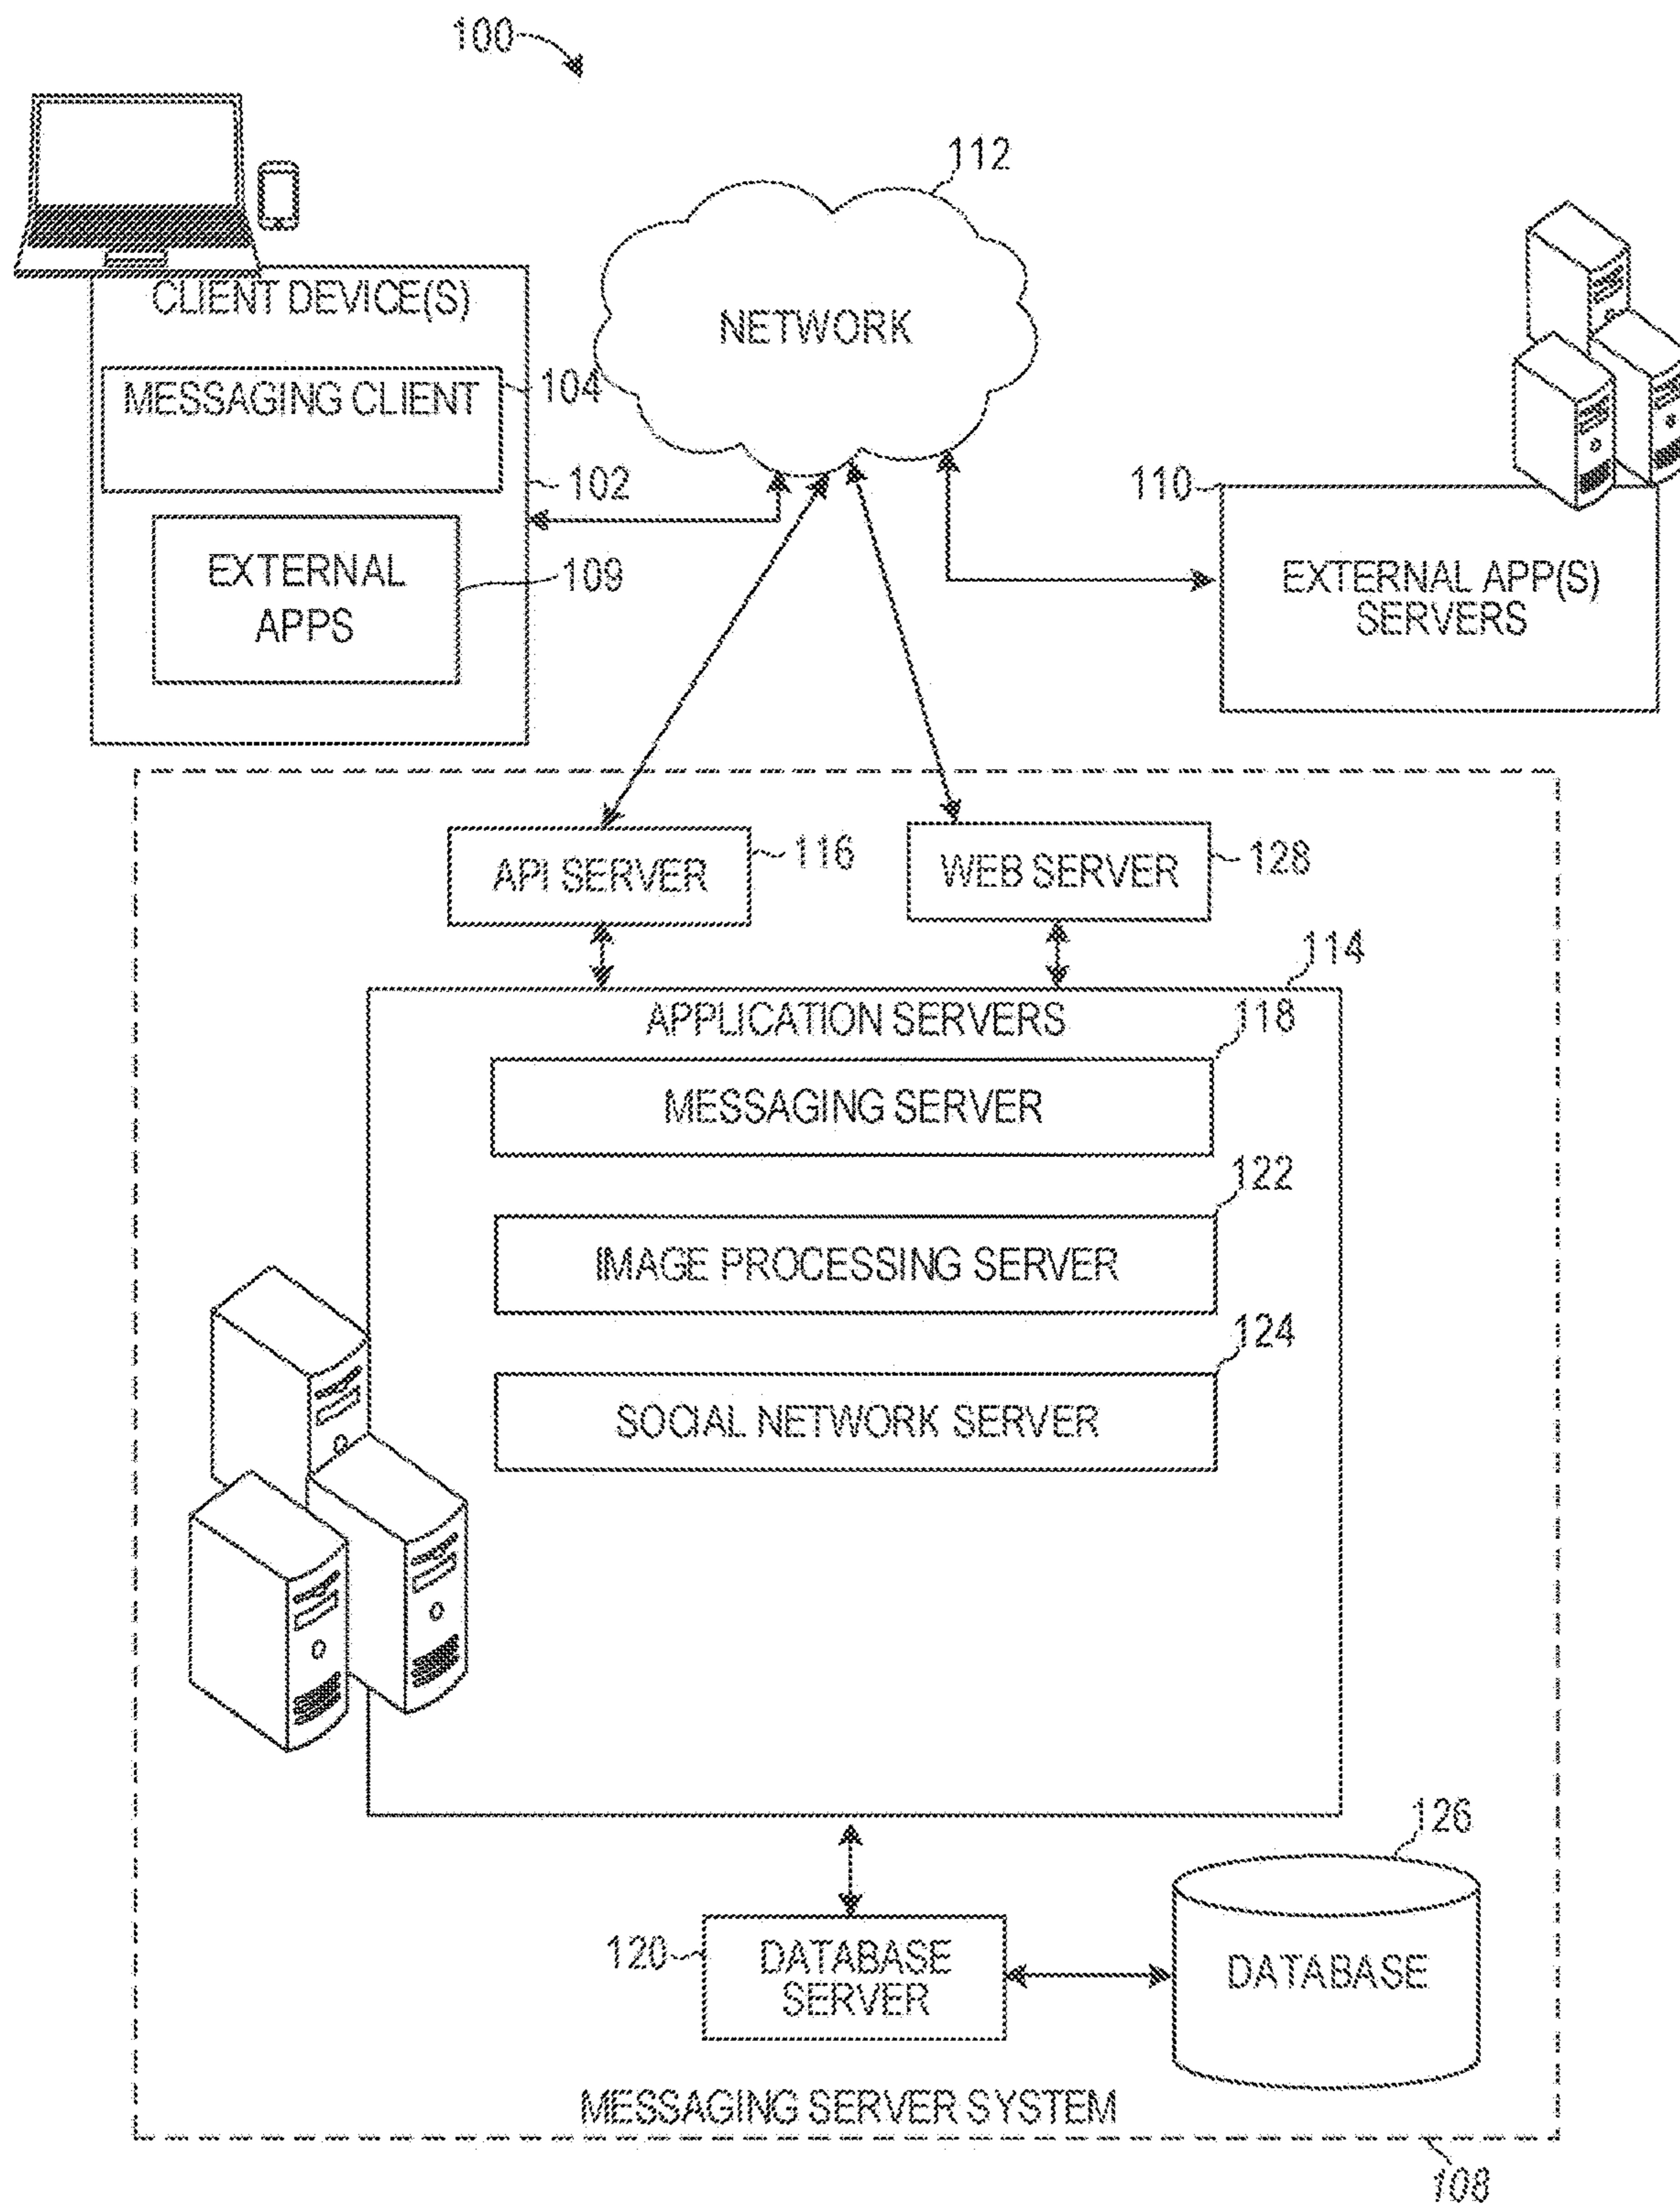 100
112
CLIENT DEVICE(S)
NETWORK
MESSAGING CLIENT
104
102
110
EXTERNAL
APPS
109
EXTERNAL APP(S)
SERVERS
API SERVER
116
WEB SERVER
128
114
APPLICATION SERVERS
118
MESSAGING SERVER
122
IMAGE PROCESSING SERVER
124
SOCIAL NETWORK SERVER
126
120
DATABASE
SERVER
DATABASE
MESSAGING SERVER SYSTEM
108